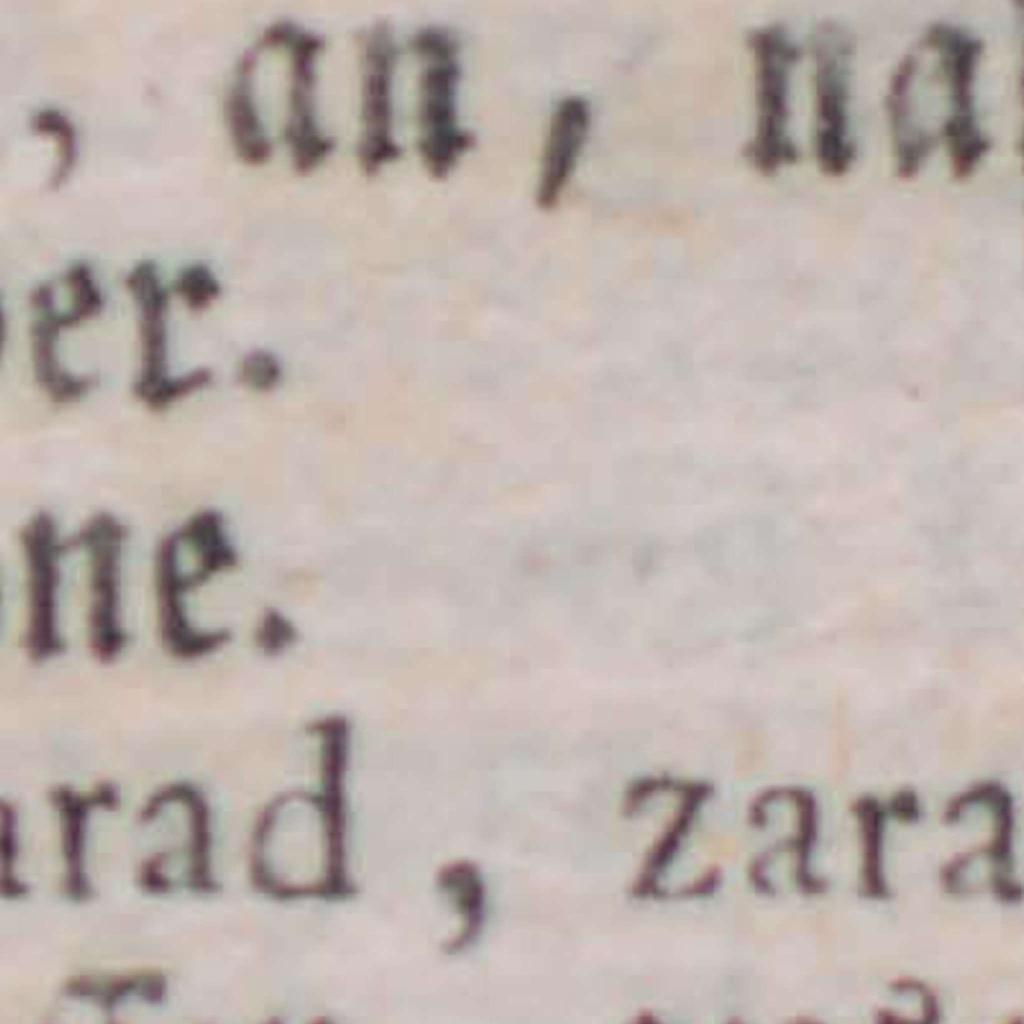 , an, na
er.
ne.
arad, zara